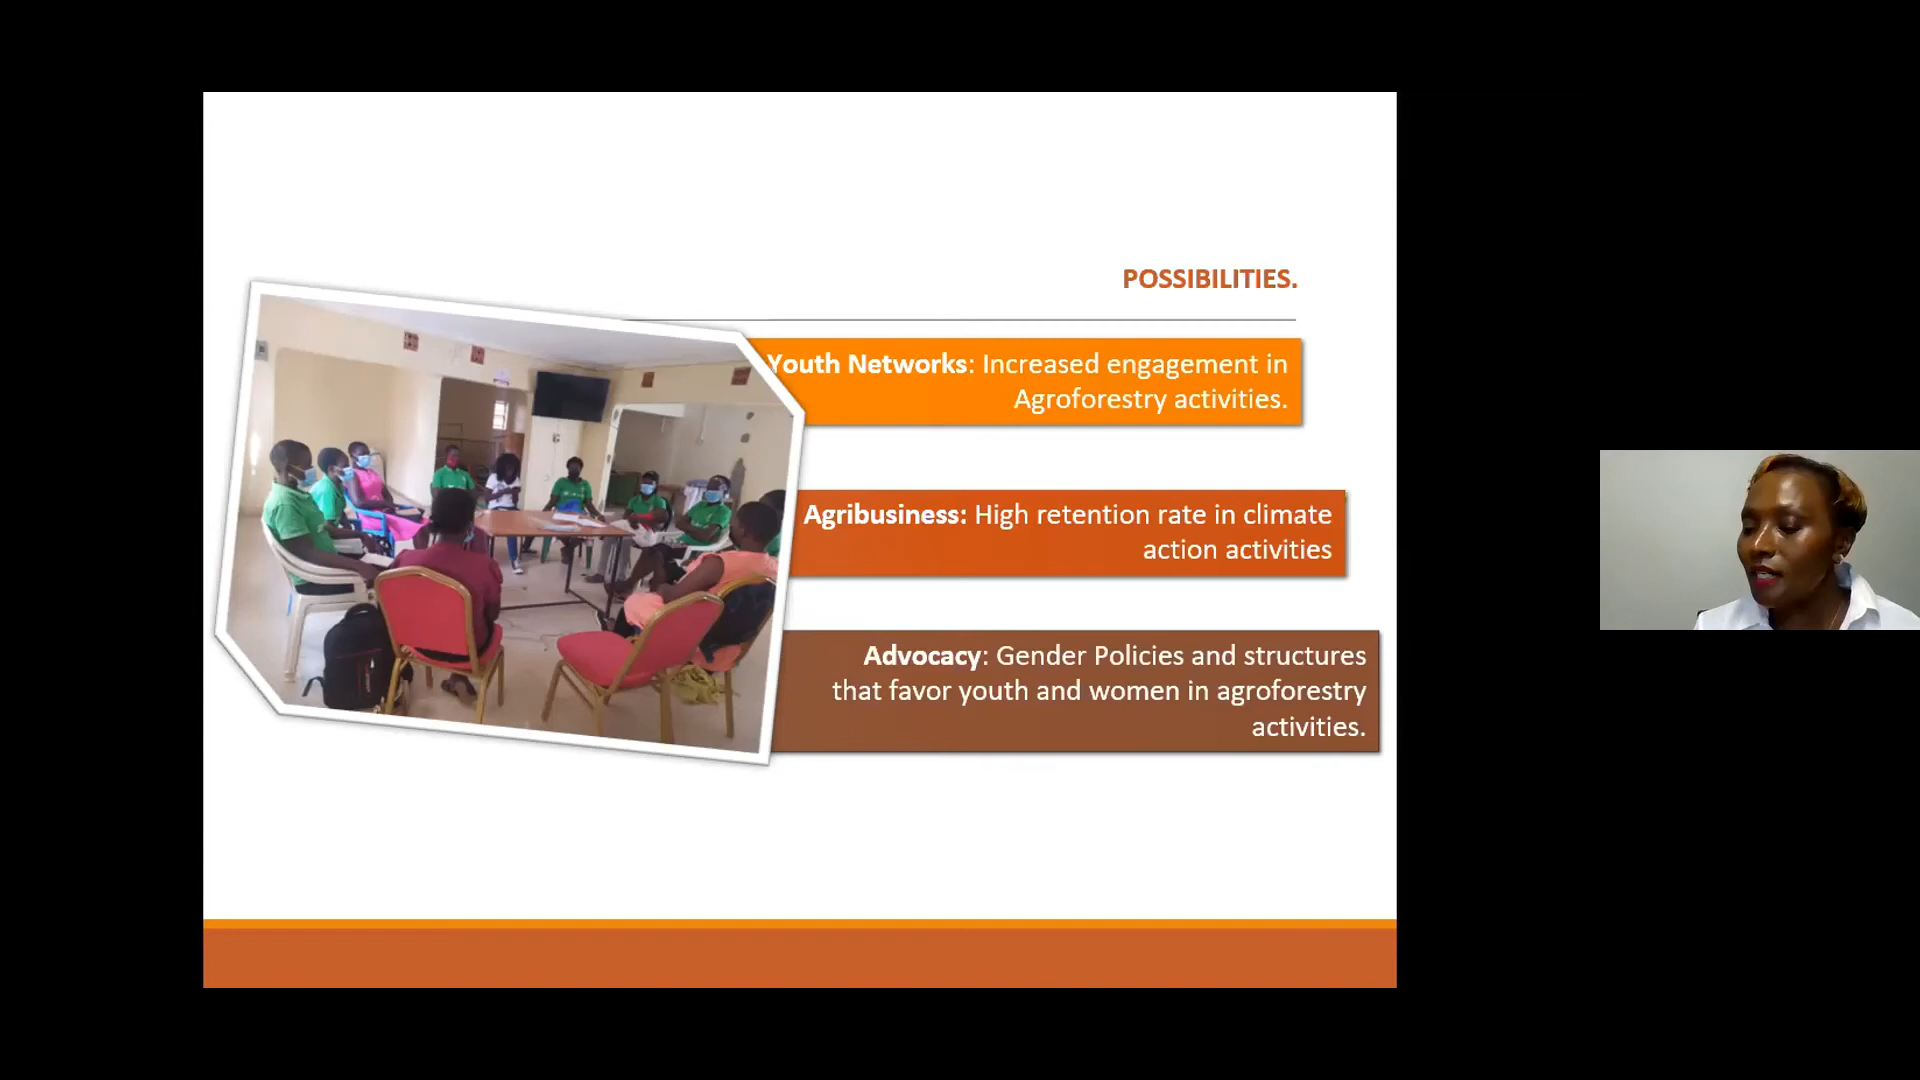 POSSIBILITIES.
Youth Networks: Increased engagement in
Agroforestry activities.
Agribusiness: High retention rate in climate
action activities
Advocacy: Gender Policies and structures
that favor youth and women in agroforestry
activities.